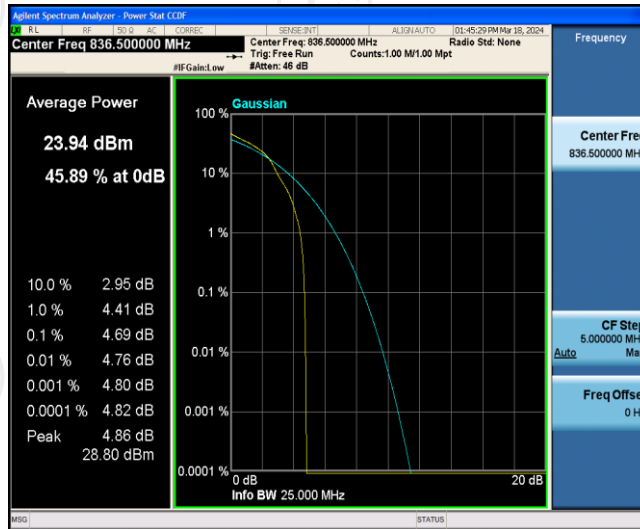 Agilent Spectrum Analyzer - Power Stat CCDF
RL RF 50 Ω AC CORREC SENSE:INT ALIGNAUTO 01:45:29 PM Mar 18, 2024
Center Freq 836.500000 MHz
Center Freq: 836.500000 MHz Radio Std: None
Trig: Free Run Counts:1.00 M/1.00 Mpt
#IFGain:Low #Atten: 46 dB
Frequency
Average Power
23.94 dBm
45.89 % at 0dB
10.0 % 2.95 dB
1.0 % 4.41 dB
0.1 % 4.69 dB
0.01 % 4.76 dB
0.001 % 4.80 dB
0.0001 % 4.82 dB
Peak 4.86 dB
28.80 dBm
Gaussian
100 %
10 %
1 %
0.1 %
0.01 %
0.001 %
0.0001 %
0 dB 20 dB
Info BW 25.000 MHz
Center Fre
836.500000 MH
CF Ste
5.000000 MH
Auto Ma
Freq Offse
0 H
MSG STATUS